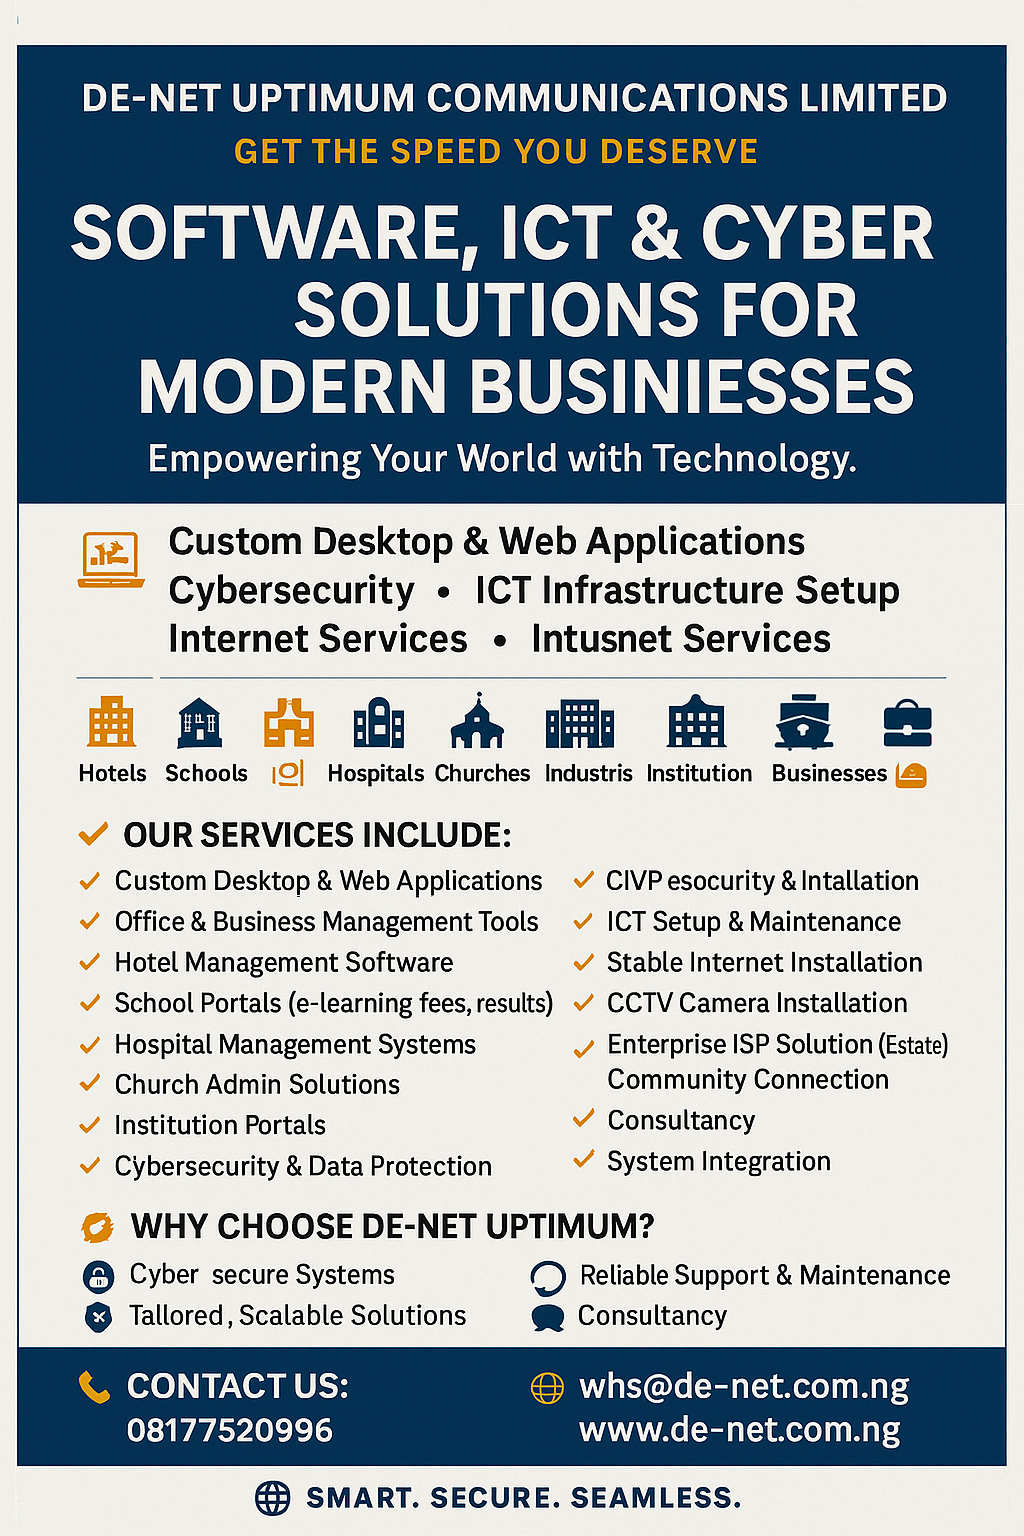 DE-NET UPTIMUM COMMUNICATIONS LIMITED
GET THE SPEED YOU DESERVE
SOFTWARE, ICT & CYBER
SOLUTIONS FOR
MODERN BUSINIESSES
Empowering Your World with Technology.
Custom Desktop & Web Applications
Cybersecurity • ICT Infrastructure Setup
Internet Services • Intusnet Services
Hotels Schools Hospitals Churches Industris Institution Businesses
OUR SERVICES INCLUDE:
Custom Desktop & Web Applications
Office & Business Management Tools
Hotel Management Software
School Portals (e-learning fees, results)
Hospital Management Systems
Church Admin Solutions
Institution Portals
Cybersecurity & Data Protection
CIVP esocurity & Intallation
ICT Setup & Maintenance
Stable Internet Installation
CCTV Camera Installation
Enterprise ISP Solution (Estate)
Community Connection
Consultancy
System Integration
WHY CHOOSE DE-NET UPTIMUM?
Cyber secure Systems
Tallored, Scalable Solutions
Reliable Support & Maintenance
Consultancy
CONTACT US:
08177520996
whs@de-net.com.ng
www.de-net.com.ng
SMART. SECURE. SEAMLESS.